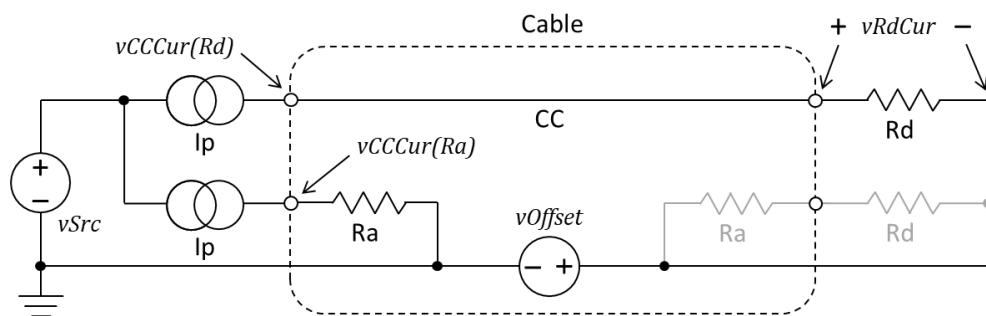 Cable
vCCCur(Rd)
+ vRdCur −
Ip
CC
Rd
vCCCur(Ra)
+
−
vSrc
Ip
Ra
vOffset
− +
Ra
Rd